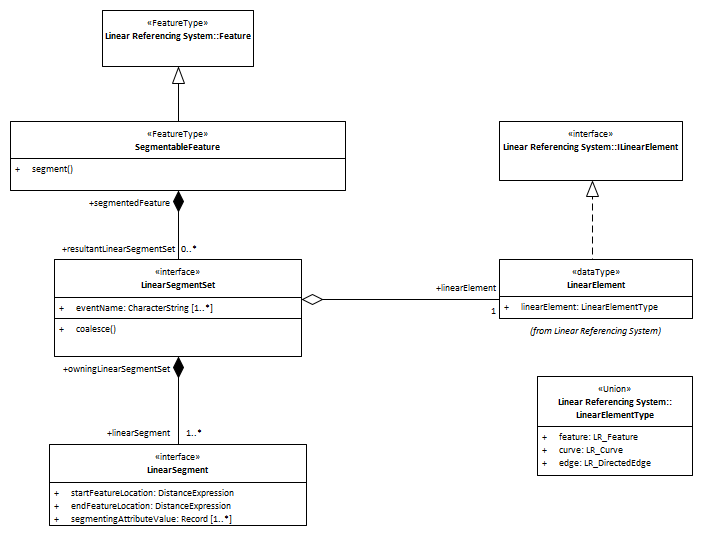 «FeatureType»
Linear Referencing System::Feature
«FeatureType»
SegmentableFeature
+ segment()
«interface»
Linear Referencing System::ILinearElement
+segmentedFeature
+resultantLinearSegmentSet 0..*
«interface»
LinearSegmentSet
+ eventName: CharacterString [1..*]
+ coalesce()
+linearElement
1
«dataType»
LinearElement
+ linearElement: LinearElementType
(from Linear Referencing System)
+owningLinearSegmentSet
+linearSegment 1..*
«interface»
LinearSegment
+ startFeatureLocation: DistanceExpression
+ endFeatureLocation: DistanceExpression
+ segmentingAttributeValue: Record [1..*]
«Union»
Linear Referencing System::
LinearElementType
+ feature: LR_Feature
+ curve: LR_Curve
+ edge: LR_DirectedEdge